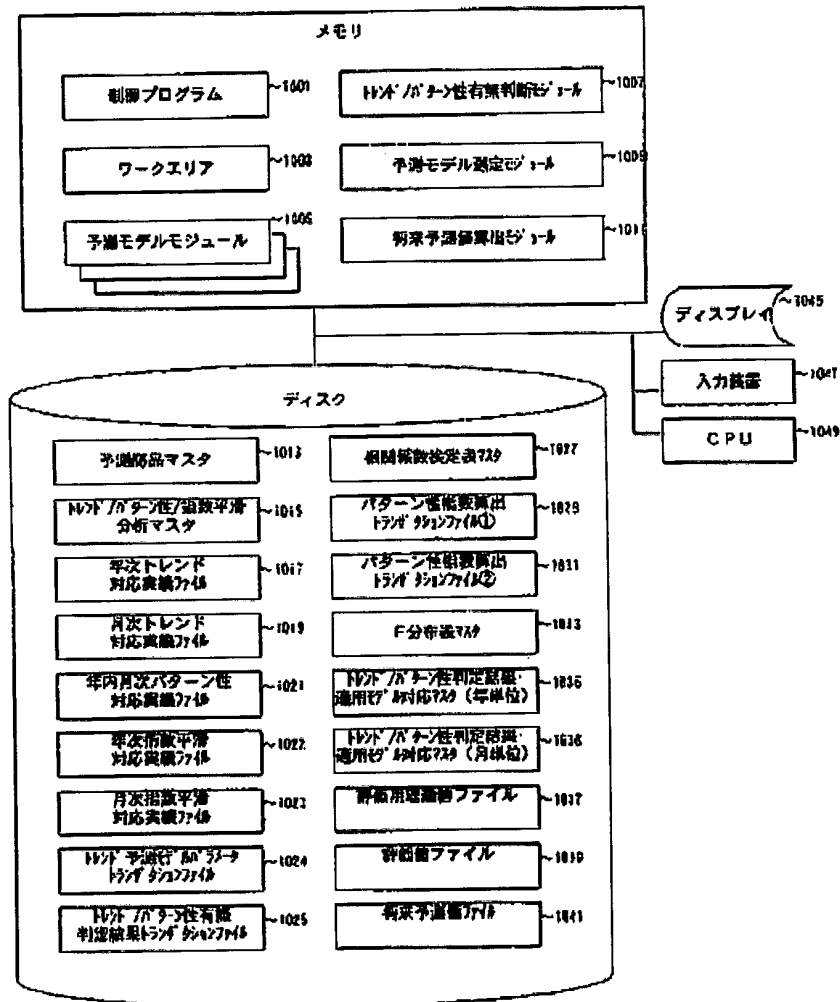 メモリ
制御プログラム
~1001
ワークエリア
~1003
予測モデルモジュール
1005
トレンド/パターン性有無判断モジュール
~1007
予測モデル選定モジュール
~1009
将来予測値算出モジュール
~1011
ディスプレイ
~1045
入力装置
~1047
CPU
~1049
ディスク
予測商品マスタ
~1013
トレンド/パターン性/指数平滑
分析マスタ
~1015
年次トレンド
対応実績ファイル
~1017
月次トレンド
対応実績ファイル
~1019
年内月次パターン性
対応実績ファイル
~1021
年次指数平滑
対応実績ファイル
~1022
月次指数平滑
対応実績ファイル
~1023
トレンド予測モデルパラメータ
トランザクションファイル
~1024
トレンド/パターン性有無
判定結果トランザクションファイル
~1025
相関係数検定表マスタ
~1027
パターン性指数算出
トランザクションファイル①
~1029
パターン性指数算出
トランザクションファイル②
~1031
F分布表マスタ
~1033
トレンド/パターン性判定結果・
適用モデル対応マスタ(年単位)
~1035
トレンド/パターン性判定結果・
適用モデル対応マスタ(月単位)
~1036
評価用理論値ファイル
~1037
評価値ファイル
~1039
将来予測値ファイル
~1041